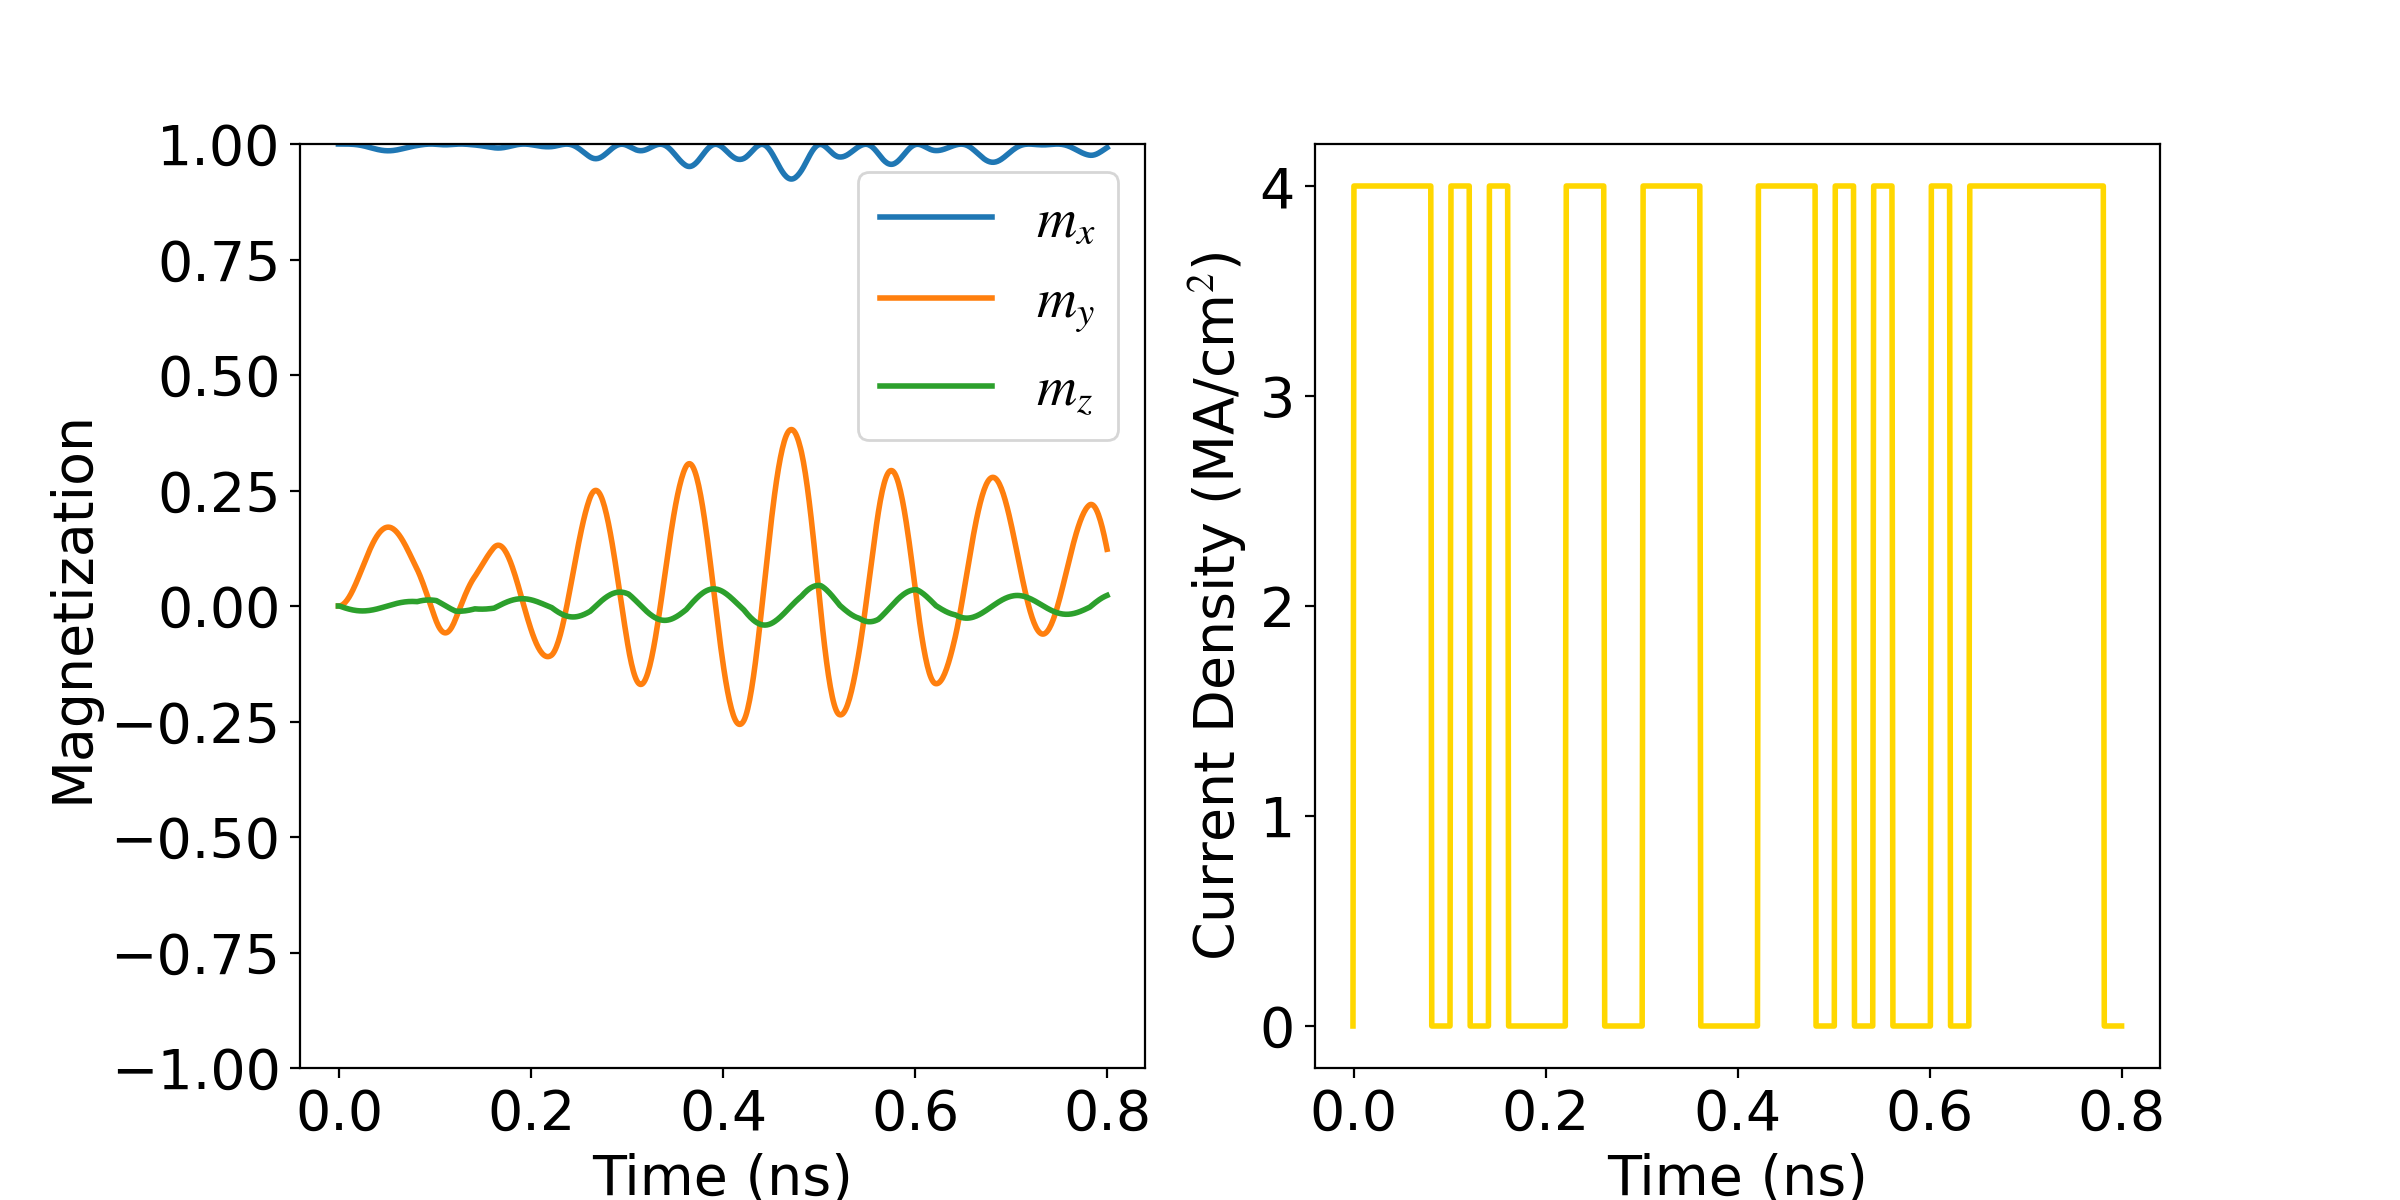 1.00
0.75
0.50
0.25
0.00
−0.25
−0.50
−0.75
−1.00
Magnetization
0.0 0.2 0.4 0.6 0.8
Time (ns)
m_x
m_y
m_z
4
3
2
1
0
Current Density (MA/cm²)
0.0 0.2 0.4 0.6 0.8
Time (ns)